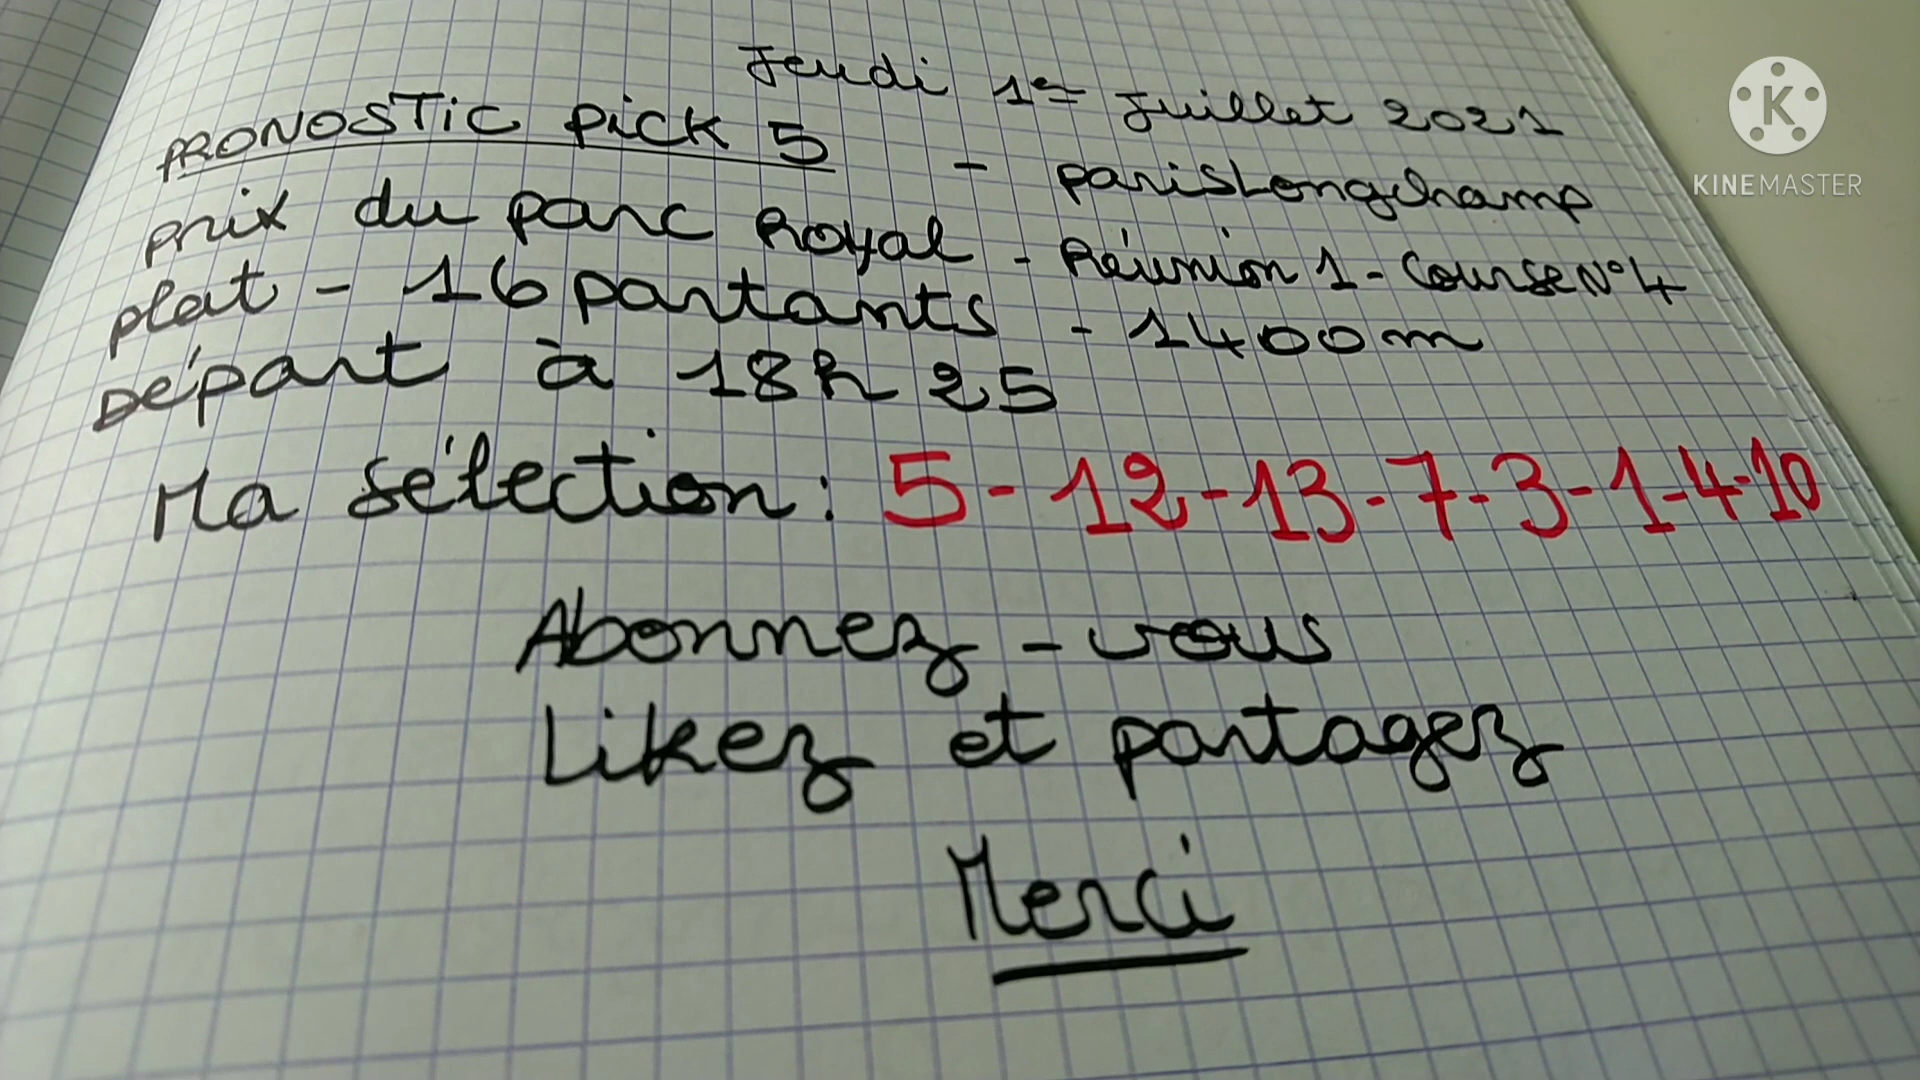 Jeudi 1er Juillet 2021
PRONOSTIC PICK 5 - parisLongchamp
prix du parc Royal - Réunion 1 - Course N°4
plat - 16 partants - 1400m
Départ à 18h25
Ma sélection : 5-12-13-7-3-1-4-10
Abonnez-vous
Likez et partagez
Merci
K
KINEMASTER